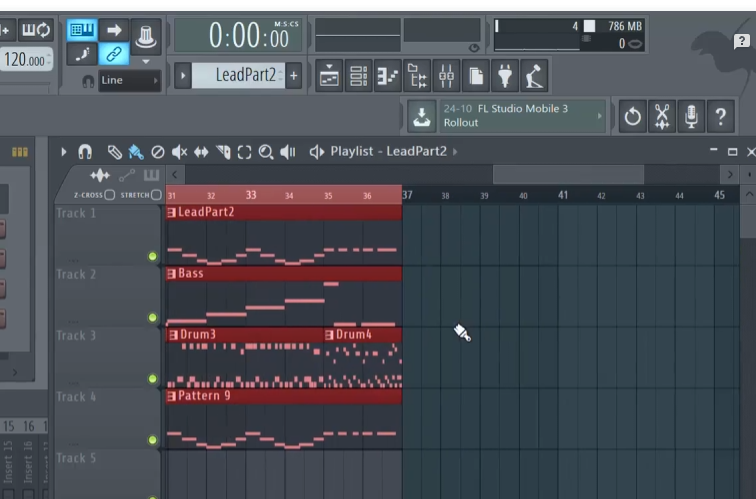 M:S:CS
0:00:00
4
786 MB
0
120.000
Line
LeadPart2
+
?
24-10 FL Studio Mobile 3
Rollout
?
Playlist - LeadPart2
Z-CROSS STRETCH
31 32 33 34 35 36 37 38 39 40 41 42 43 44 45
Track 1
LeadPart2
Track 2
Bass
Track 3
Drum3
Drum4
Track 4
Pattern 9
Track 5
15 16 1
Insert 15
Insert 16